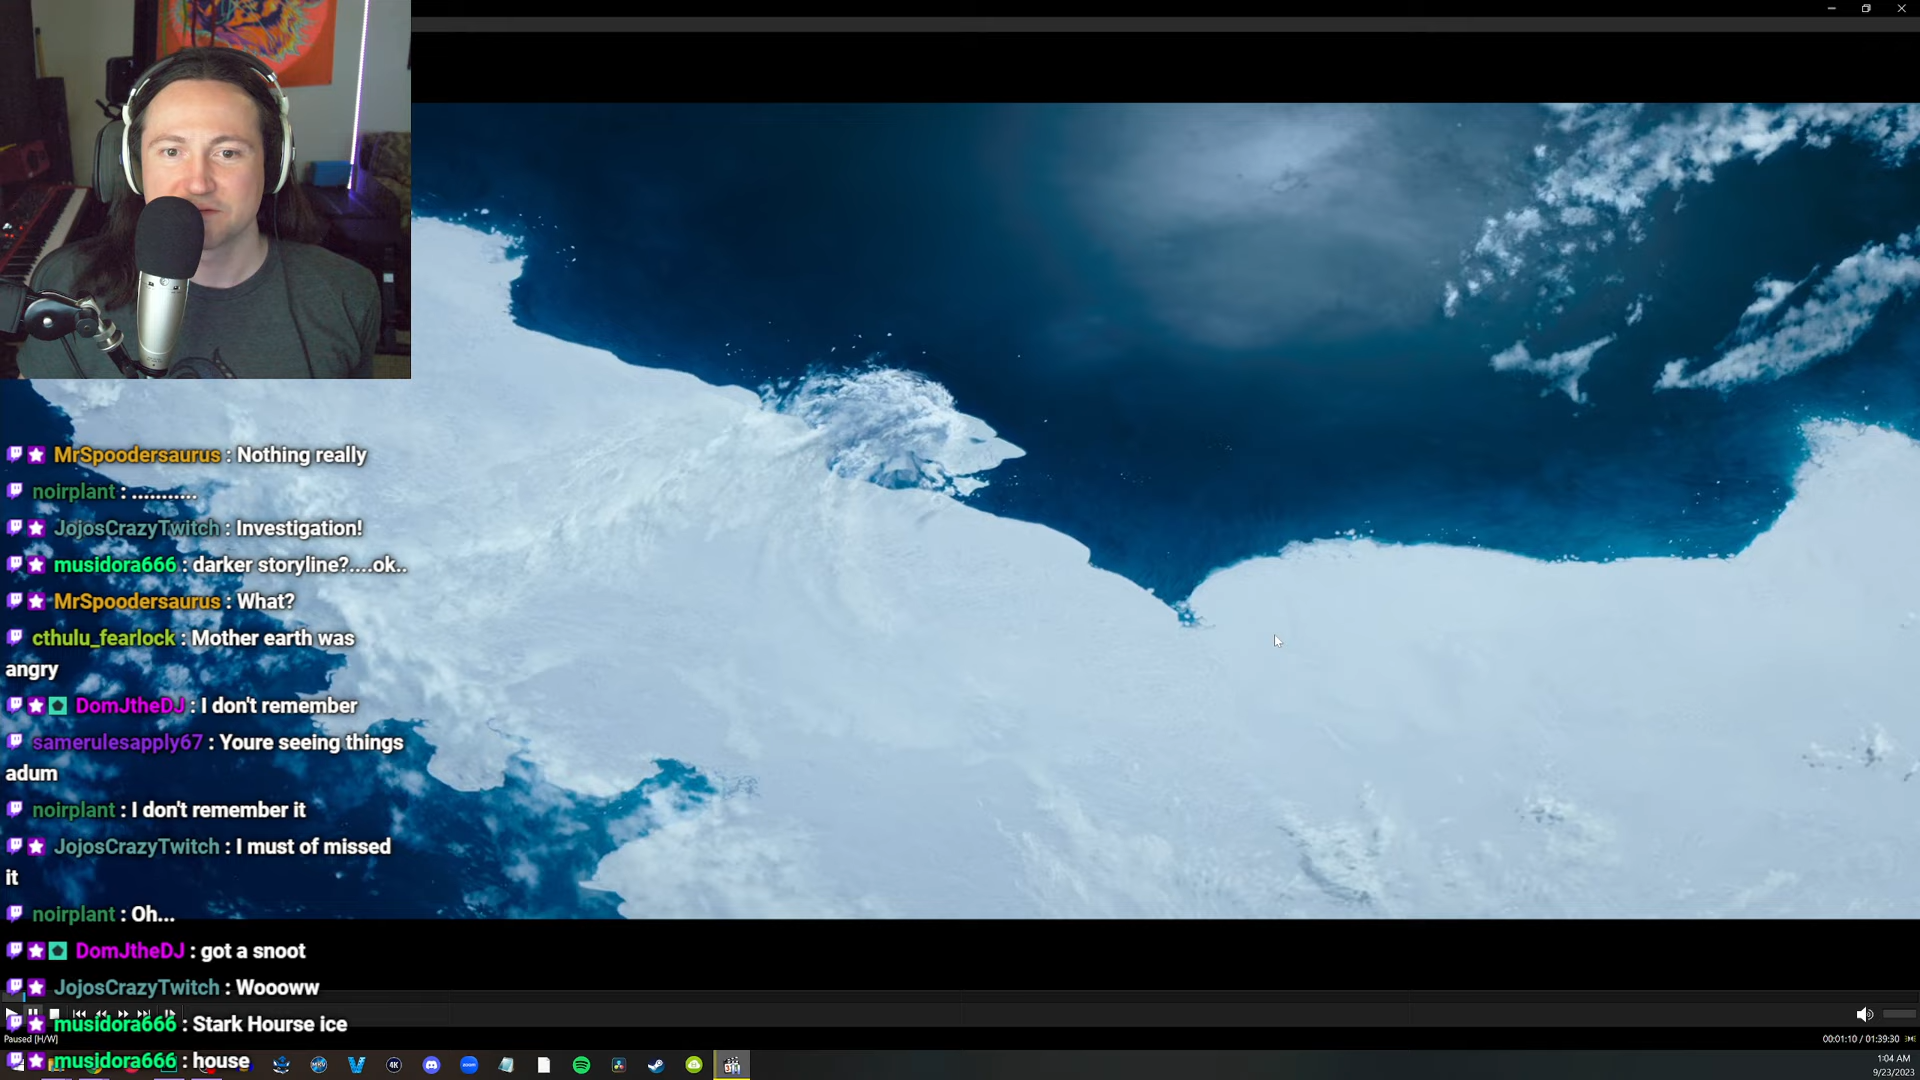 MrSpoodersaurus : Nothing really
noirplant : ...........
JojosCrazyTwitch : Investigation!
musidora666 : darker storyline?....ok..
MrSpoodersaurus : What?
cthulu_fearlock : Mother earth was
angry
DomJtheDJ : I don't remember
samerulesapply67 : Youre seeing things
adum
noirplant : I don't remember it
JojosCrazyTwitch : I must of missed
it
noirplant : Oh...
DomJtheDJ : got a snoot
JojosCrazyTwitch : Woooww
musidora666 : Stark Hourse ice
Paused [H/W]
00:01:10 / 01:39:30
musidora666 : house
MKV
4K
zoom
1:04 AM
9/23/2023